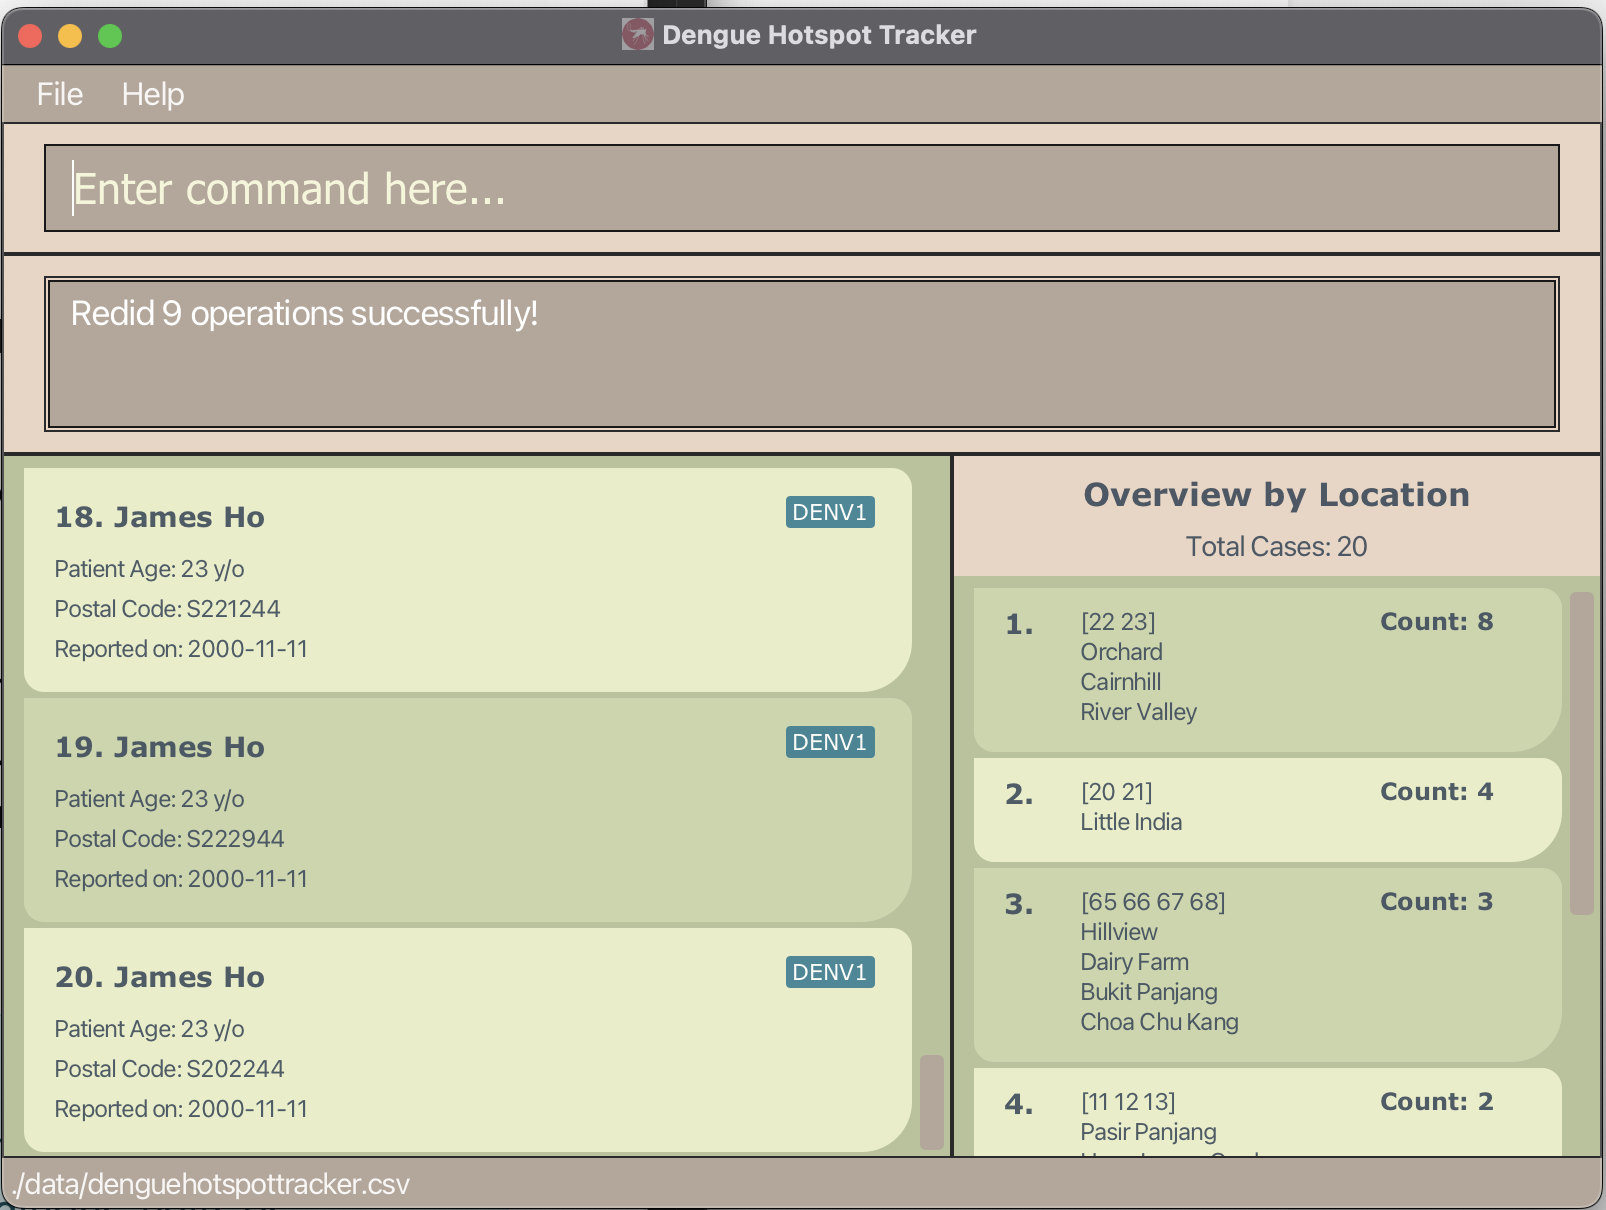 Dengue Hotspot Tracker
File Help
Enter command here...
Redid 9 operations successfully!
18. James Ho
DENV1
Patient Age: 23 y/o
Postal Code: S221244
Reported on: 2000-11-11
19. James Ho
DENV1
Patient Age: 23 y/o
Postal Code: S222944
Reported on: 2000-11-11
20. James Ho
DENV1
Patient Age: 23 y/o
Postal Code: S202244
Reported on: 2000-11-11
Overview by Location
Total Cases: 20
1. [22 23] Count: 8
Orchard
Cairnhill
River Valley
2. [20 21] Count: 4
Little India
3. [65 66 67 68] Count: 3
Hillview
Dairy Farm
Bukit Panjang
Choa Chu Kang
4. [11 12 13] Count: 2
Pasir Panjang
./data/denguehotspottracker.csv